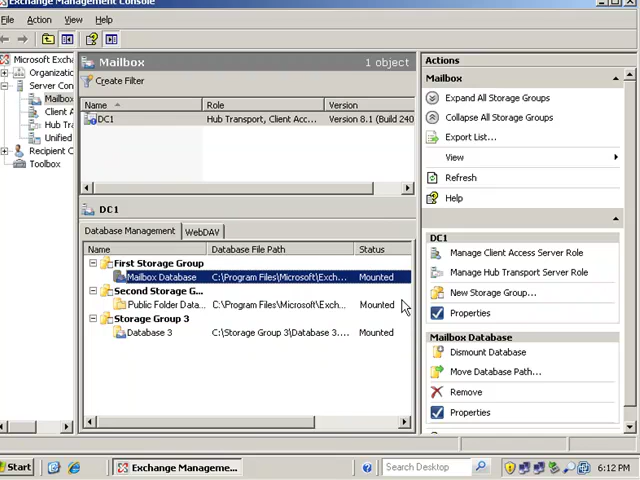 Exchange Management Console
File Action View Help
Microsoft Exch
Organizatio
Server Con
Mailbox
Client A
Hub Tra
Unified
Recipient C
Toolbox
Mailbox 1 object
Create Filter
Name Role Version
DC1 Hub Transport, Client Acce... Version 8.1 (Build 240
DC1
Database Management WebDAV
Name Database File Path Status
First Storage Group
Mailbox Database C:\Program Files\Microsoft\Exch... Mounted
Second Storage G...
Public Folder Data... C:\Program Files\Microsoft\Exch... Mounted
Storage Group 3
Database 3 C:\Storage Group 3\Database 3.... Mounted
Actions
Mailbox
Expand All Storage Groups
Collapse All Storage Groups
Export List...
View
Refresh
Help
DC1
Manage Client Access Server Role
Manage Hub Transport Server Role
New Storage Group...
Properties
Mailbox Database
Dismount Database
Move Database Path...
Remove
Properties
Start Exchange Manageme... Search Desktop 6:12 PM